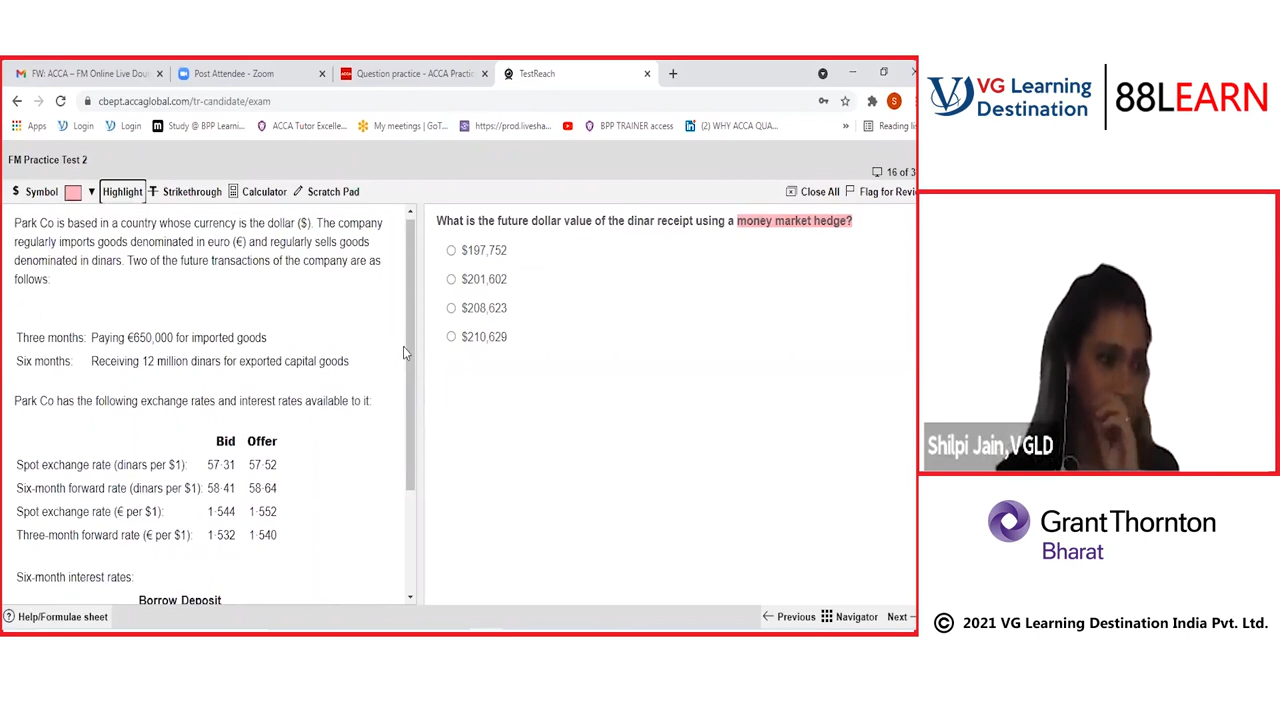 FW: ACCA – FM Online Live Dou
Post Attendee - Zoom
Question practice - ACCA Practic
TestReach
cbept.accaglobal.com/tr-candidate/exam
Apps
Login
Login
Study @ BPP Learni...
ACCA Tutor Excelle...
My meetings | GoT...
https://prod.livesha...
BPP TRAINER access
(2) WHY ACCA QUA...
»
Reading lis
FM Practice Test 2
16 of 3
$ Symbol
Highlight
Strikethrough
Calculator
Scratch Pad
Close All
Flag for Revie
Park Co is based in a country whose currency is the dollar ($). The company
regularly imports goods denominated in euro (€) and regularly sells goods
denominated in dinars. Two of the future transactions of the company are as
follows:
Three months: Paying €650,000 for imported goods
Six months: Receiving 12 million dinars for exported capital goods
Park Co has the following exchange rates and interest rates available to it:
Bid Offer
Spot exchange rate (dinars per $1): 57·31 57·52
Six-month forward rate (dinars per $1): 58·41 58·64
Spot exchange rate (€ per $1): 1·544 1·552
Three-month forward rate (€ per $1): 1·532 1·540
Six-month interest rates:
Borrow Deposit
What is the future dollar value of the dinar receipt using a money market hedge?
$197,752
$201,602
$208,623
$210,629
Help/Formulae sheet
Previous
Navigator
Next
VG Learning
Destination
88LEARN
Shilpi Jain,VGLD
Grant Thornton
Bharat
© 2021 VG Learning Destination India Pvt. Ltd.